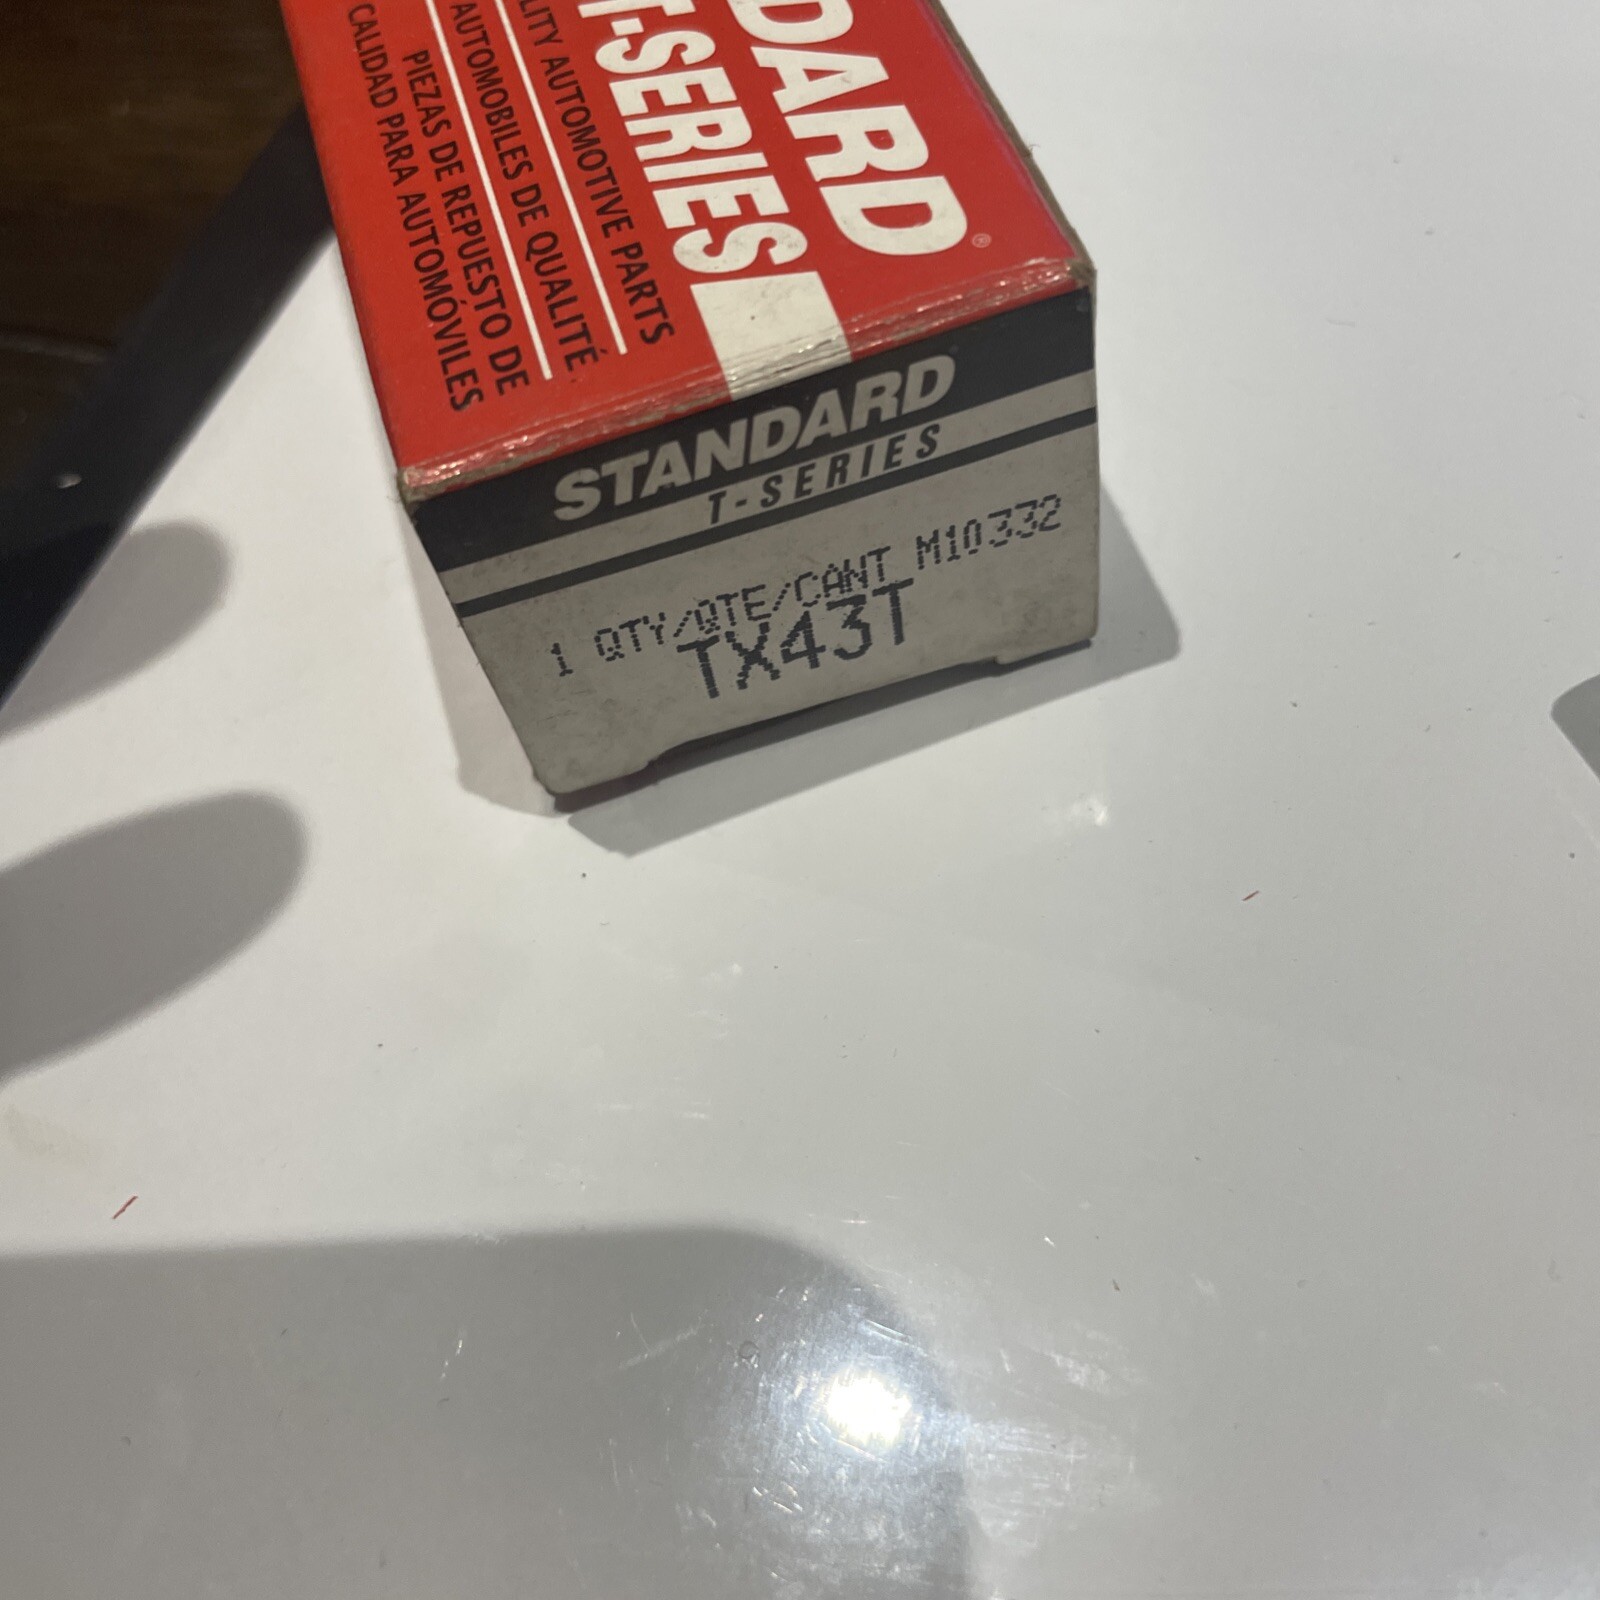 DARD®
T-SERIES
LITY AUTOMOTIVE PARTS
AUTOMOBILES DE QUALITÉ
PIEZAS DE REPUESTO DE
CALIDAD PARA AUTOMÓVILES
STANDARD
T-SERIES
1 QTY/QTE/CANT M10332
TX43T